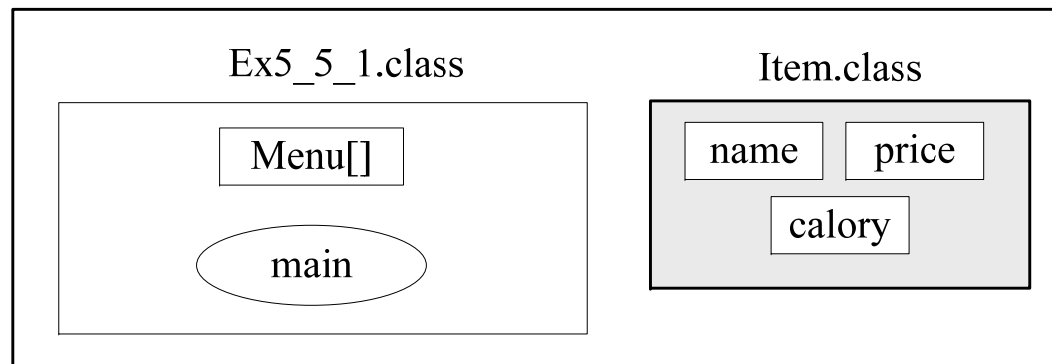 Ex5_5_1.class
Menu[]
main
Item.class
name
price
calory